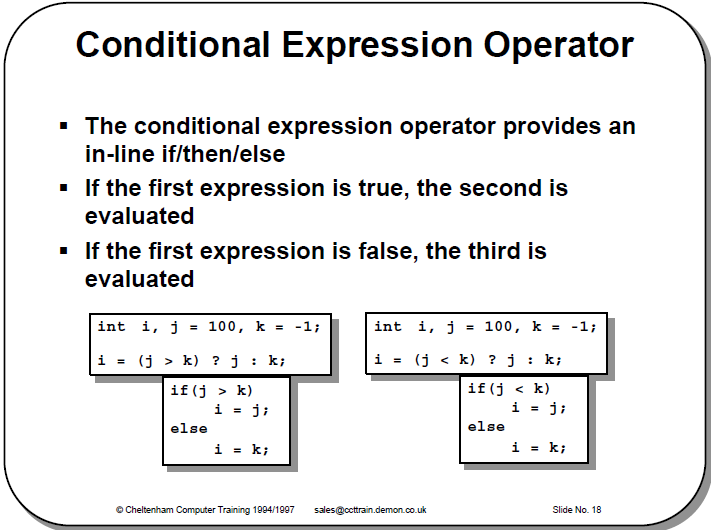 Conditional Expression Operator
▪ The conditional expression operator provides an
in-line if/then/else
▪ If the first expression is true, the second is
evaluated
▪ If the first expression is false, the third is
evaluated
int i, j = 100, k = -1;
i = (j > k) ? j : k;
if(j > k)
i = j;
else
i = k;
int i, j = 100, k = -1;
i = (j < k) ? j : k;
if(j < k)
i = j;
else
i = k;
© Cheltenham Computer Training 1994/1997 sales@ccttrain.demon.co.uk Slide No. 18